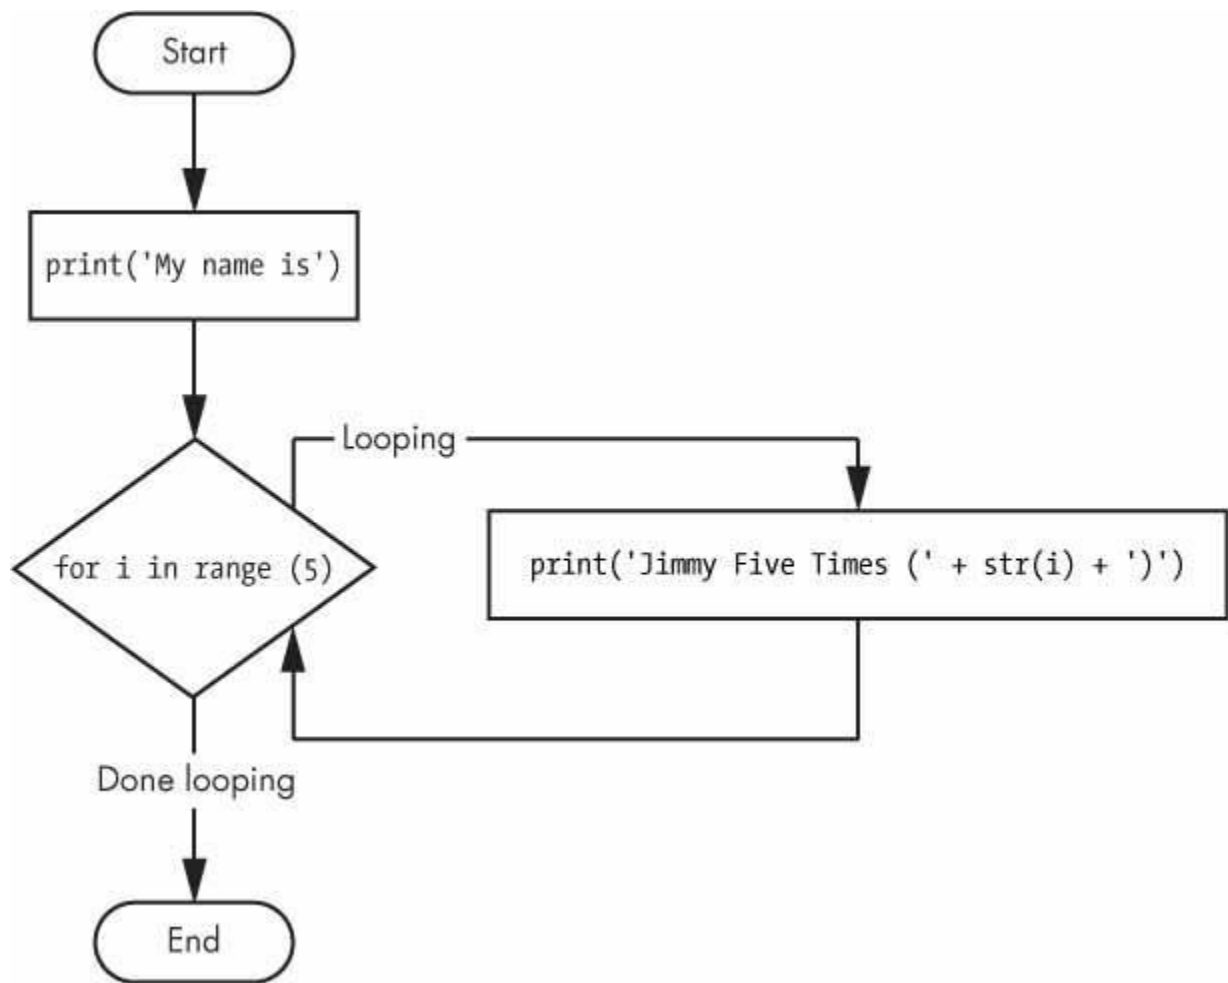 Start
print('My name is')
Looping
for i in range (5)
print('Jimmy Five Times (' + str(i) + ')')
Done looping
End